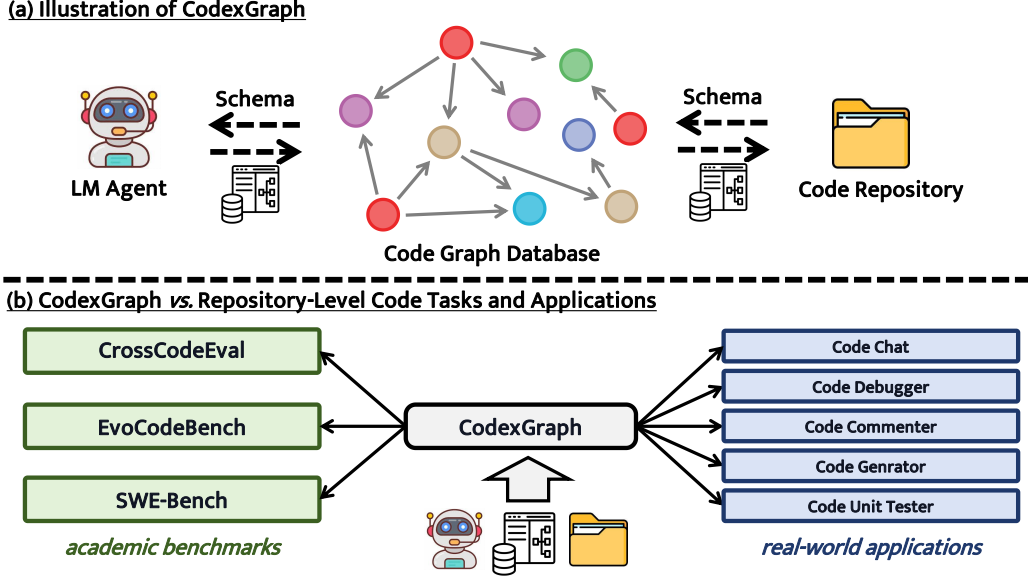 (a) Illustration of CodexGraph
Schema
Schema
LM Agent
Code Repository
Code Graph Database
(b) CodexGraph vs. Repository-Level Code Tasks and Applications
CrossCodeEval
EvoCodeBench
SWE-Bench
academic benchmarks
CodexGraph
Code Chat
Code Debugger
Code Commenter
Code Genrator
Code Unit Tester
real-world applications